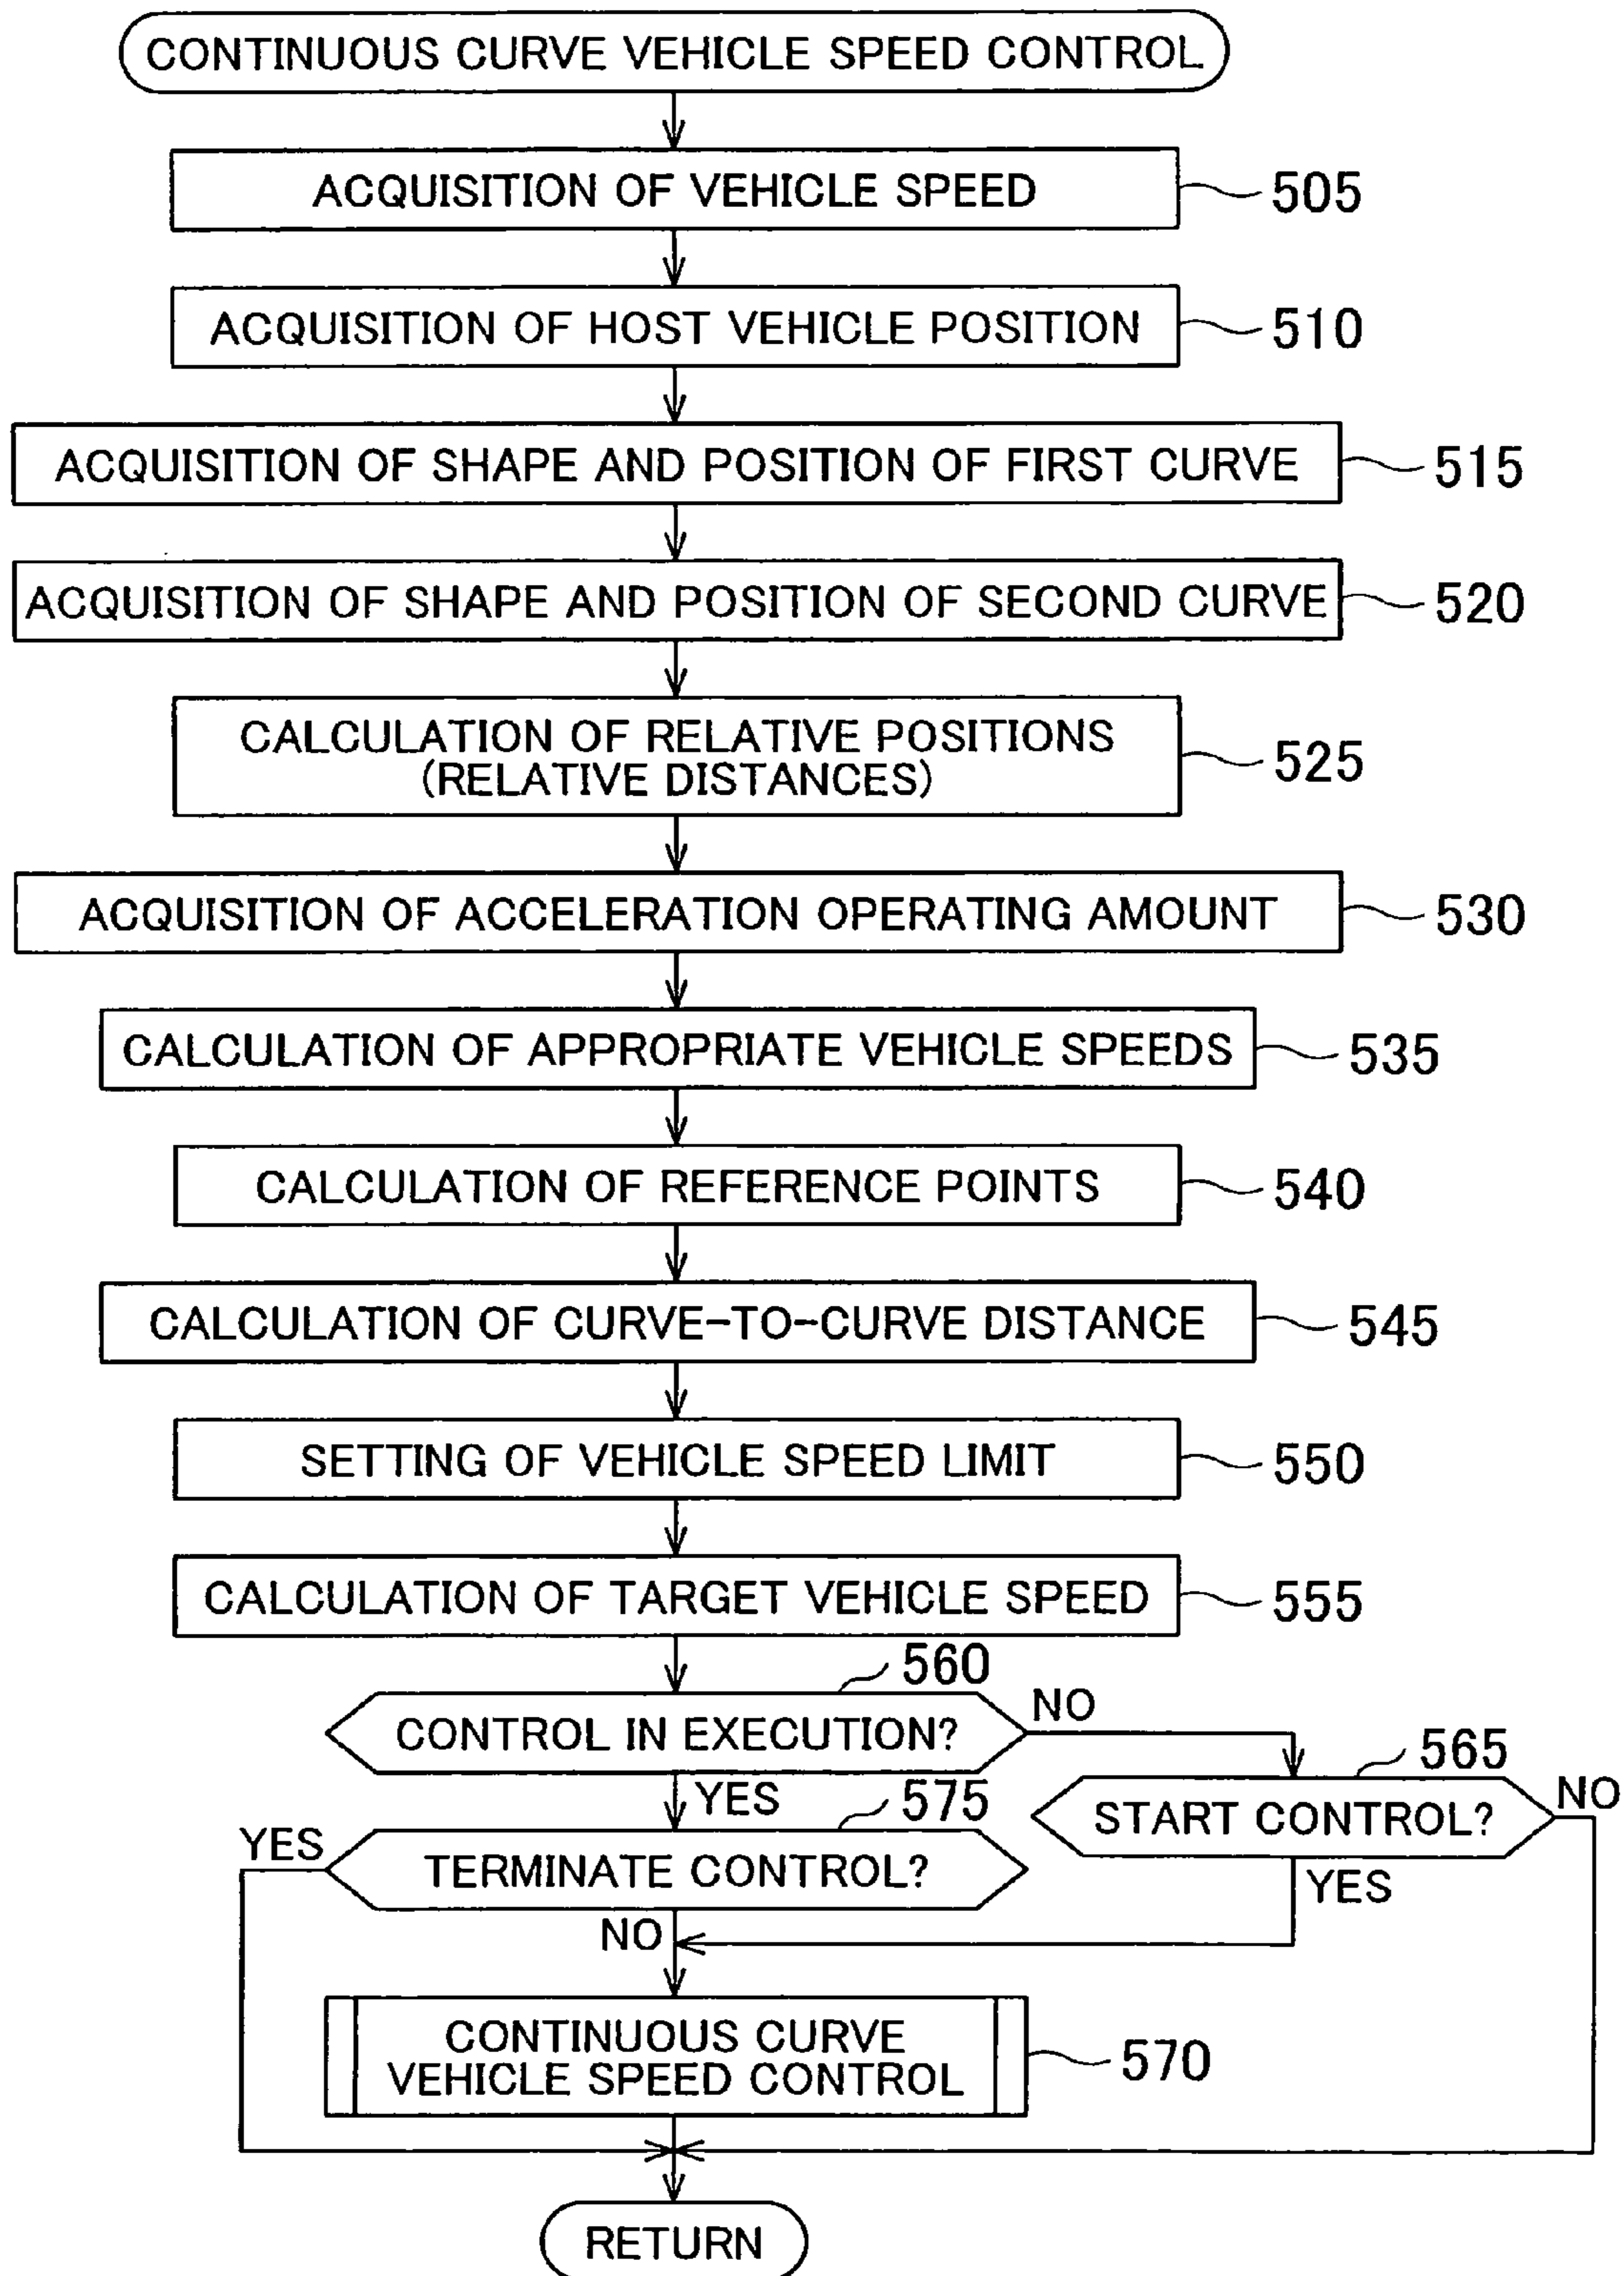 CONTINUOUS CURVE VEHICLE SPEED CONTROL
ACQUISITION OF VEHICLE SPEED
505
ACQUISITION OF HOST VEHICLE POSITION
510
ACQUISITION OF SHAPE AND POSITION OF FIRST CURVE
515
ACQUISITION OF SHAPE AND POSITION OF SECOND CURVE
520
CALCULATION OF RELATIVE POSITIONS
(RELATIVE DISTANCES)
525
ACQUISITION OF ACCELERATION OPERATING AMOUNT
530
CALCULATION OF APPROPRIATE VEHICLE SPEEDS
535
CALCULATION OF REFERENCE POINTS
540
CALCULATION OF CURVE-TO-CURVE DISTANCE
545
SETTING OF VEHICLE SPEED LIMIT
550
CALCULATION OF TARGET VEHICLE SPEED
555
560
CONTROL IN EXECUTION?
NO
565
START CONTROL?
NO
YES
YES
575
TERMINATE CONTROL?
YES
NO
CONTINUOUS CURVE
VEHICLE SPEED CONTROL
570
RETURN